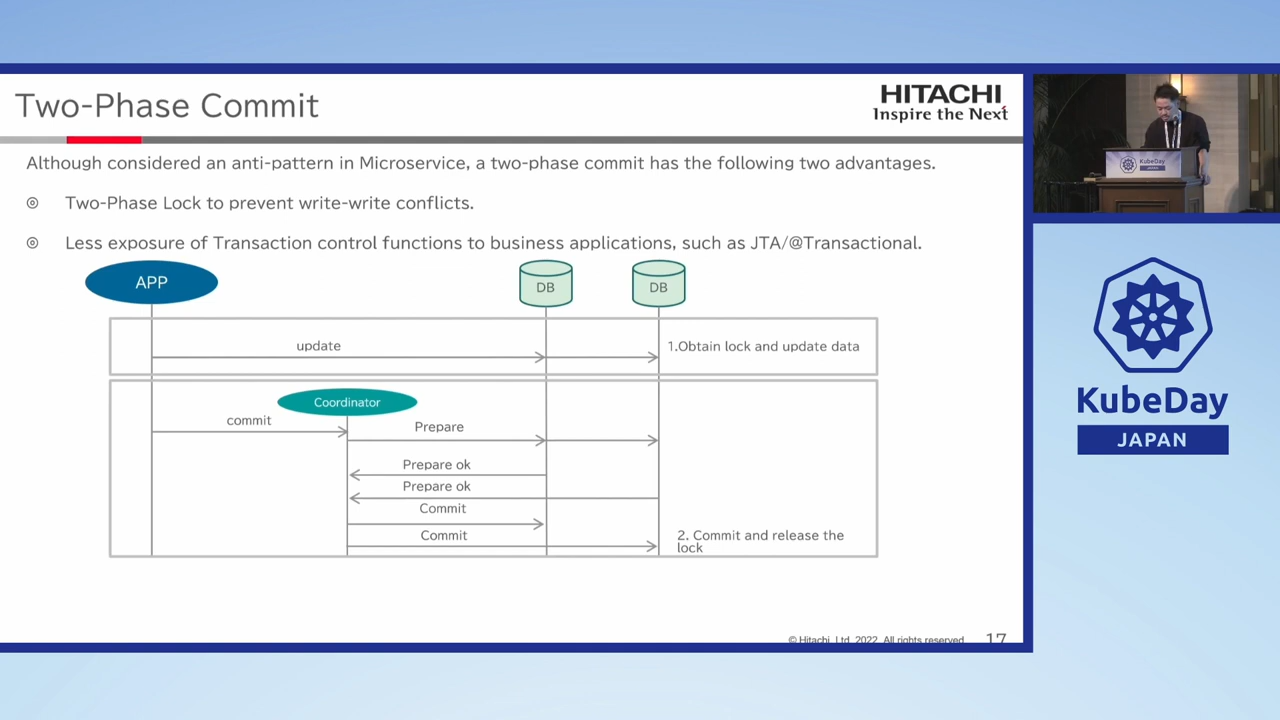 Two-Phase Commit
HITACHI
Inspire the Next
Although considered an anti-pattern in Microservice, a two-phase commit has the following two advantages.
◎ Two-Phase Lock to prevent write-write conflicts.
◎ Less exposure of Transaction control functions to business applications, such as JTA/@Transactional.
APP
DB
DB
update
1.Obtain lock and update data
Coordinator
commit
Prepare
Prepare ok
Prepare ok
Commit
Commit
2. Commit and release the
lock
© Hitachi, Ltd. 2022. All rights reserved
17
KubeDay
JAPAN
KubeDay
JAPAN